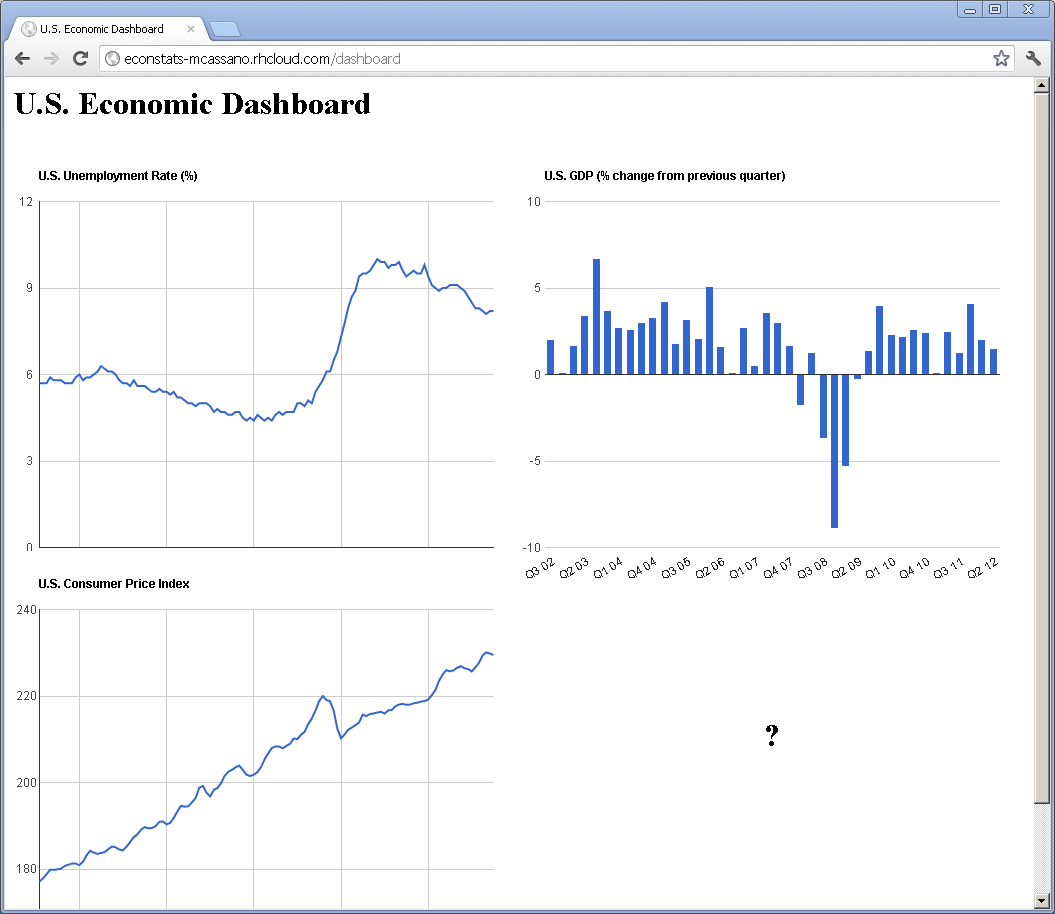 U.S. Economic Dashboard
econstats-mcassano.rhcloud.com/dashboard
U.S. Economic Dashboard
U.S. Unemployment Rate (%)
12
9
6
3
0
U.S. GDP (% change from previous quarter)
10
5
0
-5
-10
Q3 02 Q2 03 Q1 04 Q4 04 Q3 05 Q2 06 Q1 07 Q4 07 Q3 08 Q2 09 Q1 10 Q4 10 Q3 11 Q2 12
U.S. Consumer Price Index
240
220
200
180
?